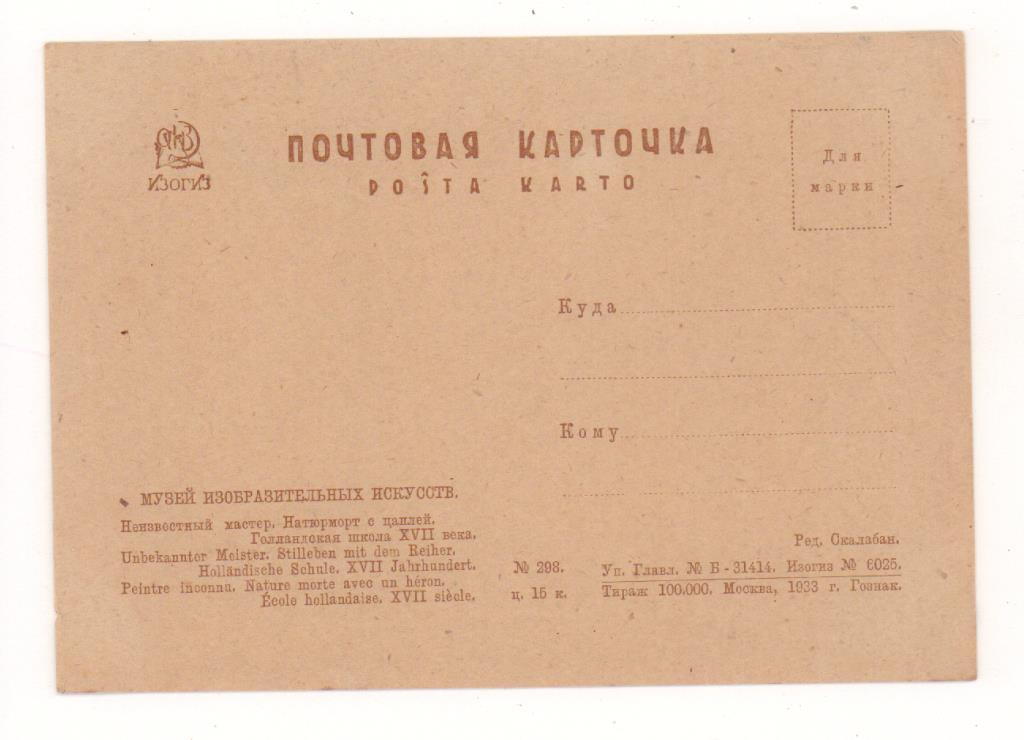 ИЗОГИЗ
ПОЧТОВАЯ КАРТОЧКА
POŜTA KARTO
Для
марки
Куда
Кому
МУЗЕЙ ИЗОБРАЗИТЕЛЬНЫХ ИСКУССТВ.
Неизвестный мастер. Натюрморт с цаплей.
Голландская школа XVII века.
Unbekannter Meister. Stilleben mit dem Reiher.
Holländische Schule. XVII Jahrhundert.
Peintre inconnu. Nature morte avec un héron.
École hollandaise. XVII siècle.
№ 298.
ц. 15 к.
Ред. Скалабан.
Уп. Главл. № Б - 31414. Изогиз № 6025.
Тираж 100.000. Москва, 1933 г. Гознак.